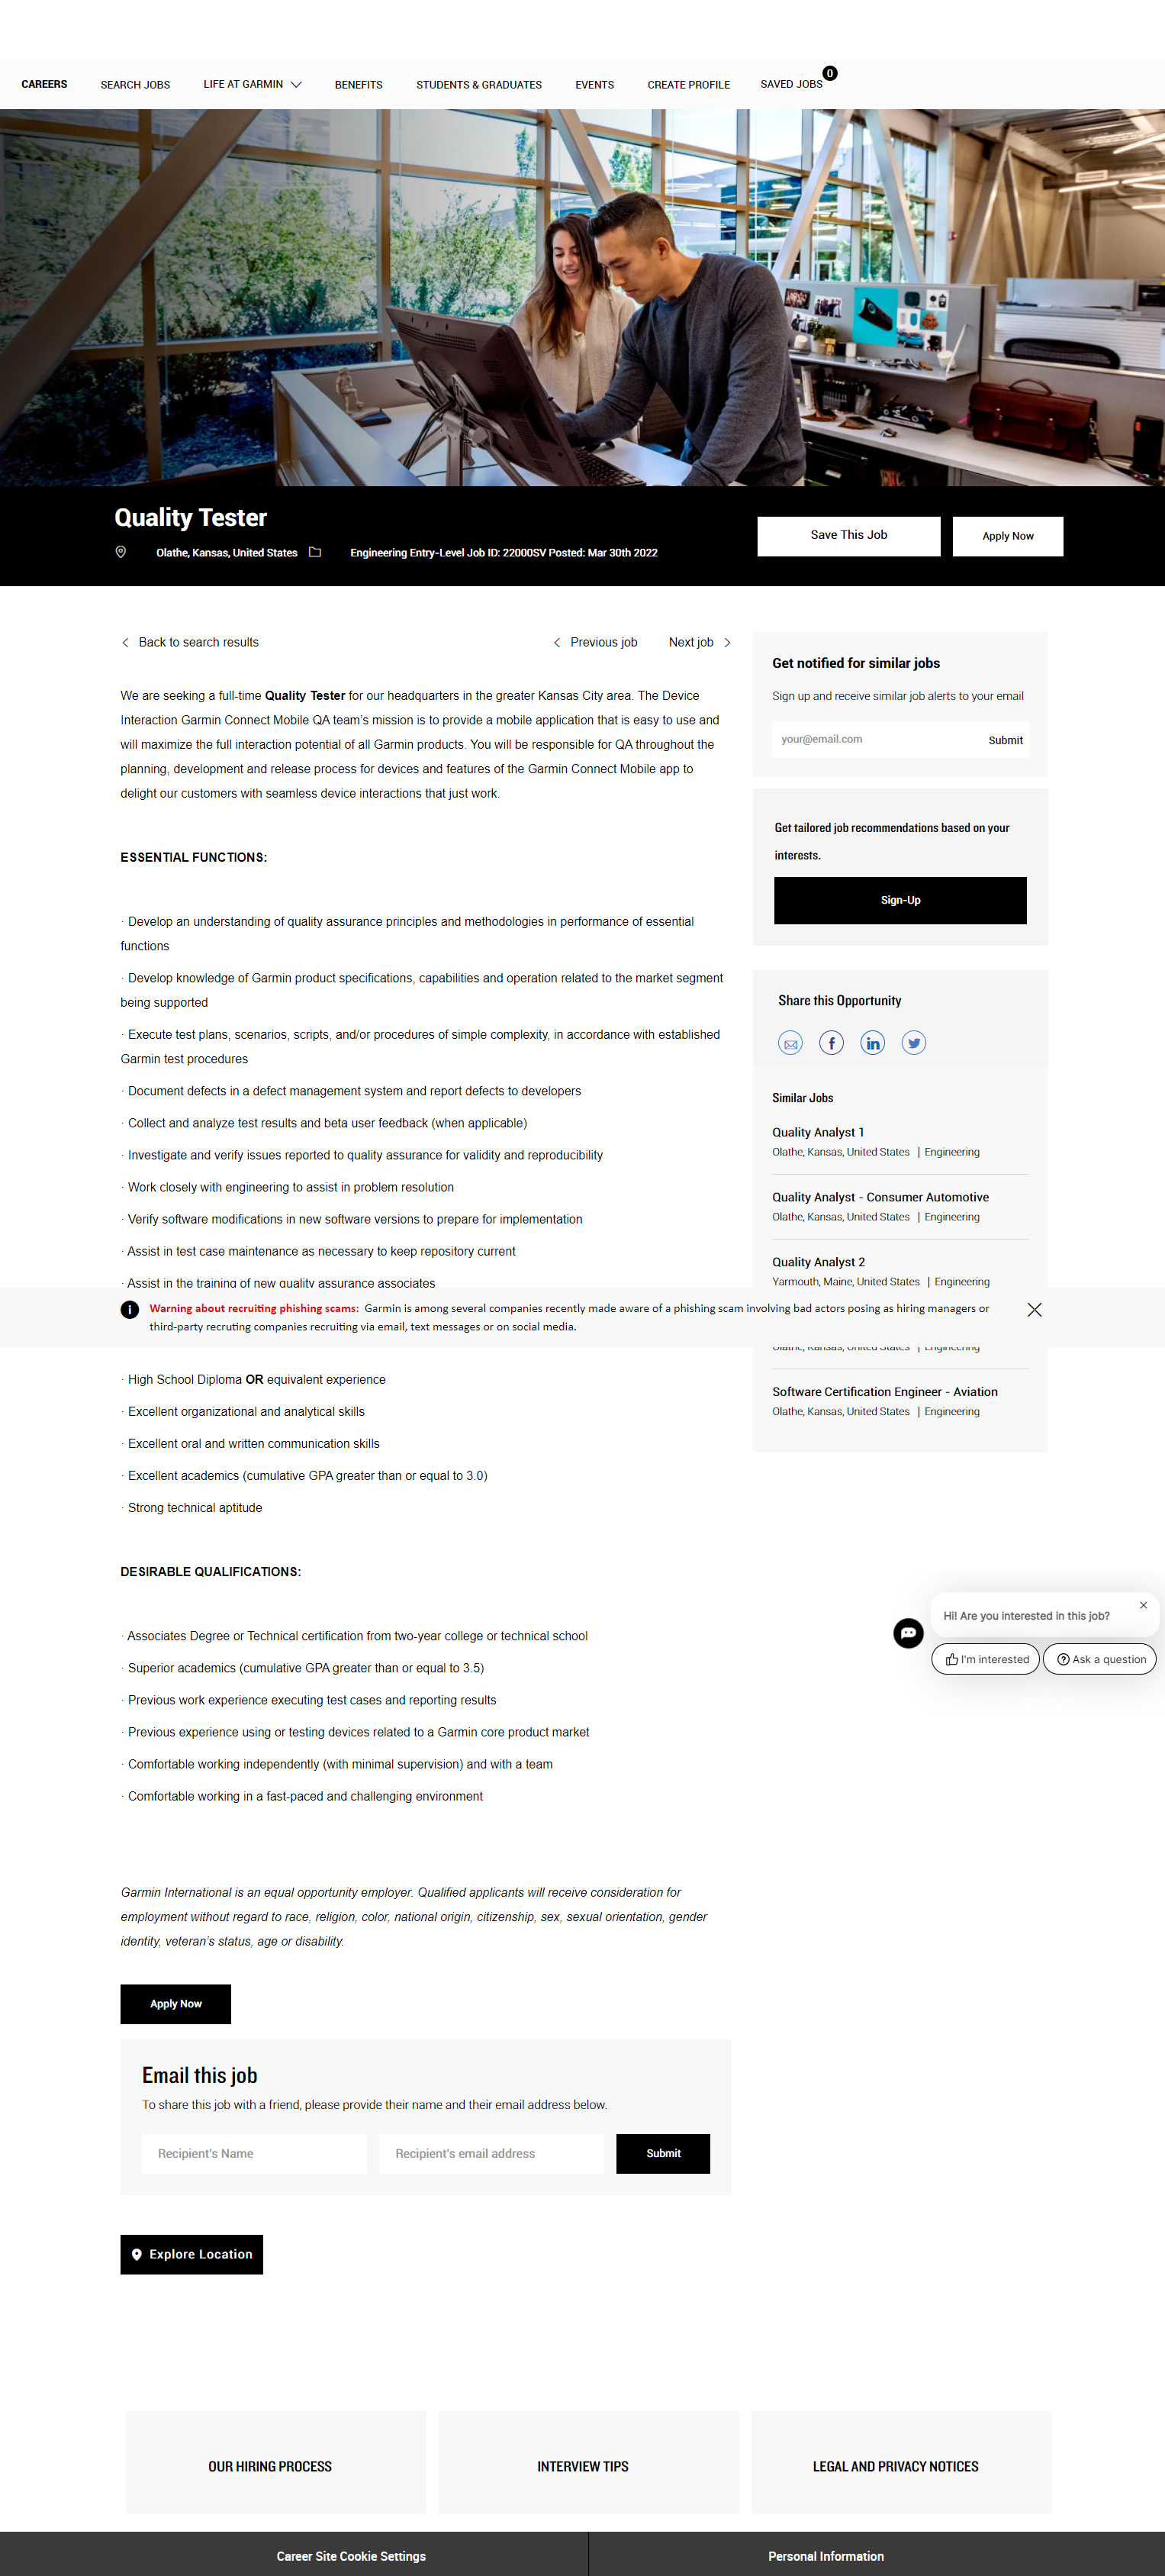 CAREERS SEARCH JOBS LIFE AT GARMIN BENEFITS STUDENTS & GRADUATES EVENTS CREATE PROFILE SAVED JOBS 0
Quality Tester
Olathe, Kansas, United States Engineering Entry-Level Job ID: 22000SV Posted: Mar 30th 2022
Save This Job
Apply Now
Back to search results
Previous job
Next job
We are seeking a full-time Quality Tester for our headquarters in the greater Kansas City area. The Device
Interaction Garmin Connect Mobile QA team's mission is to provide a mobile application that is easy to use and
will maximize the full interaction potential of all Garmin products. You will be responsible for QA throughout the
planning, development and release process for devices and features of the Garmin Connect Mobile app to
delight our customers with seamless device interactions that just work.
ESSENTIAL FUNCTIONS:
· Develop an understanding of quality assurance principles and methodologies in performance of essential
functions
· Develop knowledge of Garmin product specifications, capabilities and operation related to the market segment
being supported
· Execute test plans, scenarios, scripts, and/or procedures of simple complexity, in accordance with established
Garmin test procedures
· Document defects in a defect management system and report defects to developers
· Collect and analyze test results and beta user feedback (when applicable)
· Investigate and verify issues reported to quality assurance for validity and reproducibility
· Work closely with engineering to assist in problem resolution
· Verify software modifications in new software versions to prepare for implementation
· Assist in test case maintenance as necessary to keep repository current
· Assist in the training of new quality assurance associates
Get notified for similar jobs
Sign up and receive similar job alerts to your email
your@email.com
Submit
Get tailored job recommendations based on your
interests.
Sign-Up
Share this Opportunity
Similar Jobs
Quality Analyst 1
Olathe, Kansas, United States | Engineering
Quality Analyst - Consumer Automotive
Olathe, Kansas, United States | Engineering
Quality Analyst 2
Yarmouth, Maine, United States | Engineering
Warning about recruiting phishing scams: Garmin is among several companies recently made aware of a phishing scam involving bad actors posing as hiring managers or
third-party recruting companies recruiting via email, text messages or on social media.
Olathe, Kansas, United States | Engineering
Software Certification Engineer - Aviation
Olathe, Kansas, United States | Engineering
· High School Diploma OR equivalent experience
· Excellent organizational and analytical skills
· Excellent oral and written communication skills
· Excellent academics (cumulative GPA greater than or equal to 3.0)
· Strong technical aptitude
DESIRABLE QUALIFICATIONS:
· Associates Degree or Technical certification from two-year college or technical school
· Superior academics (cumulative GPA greater than or equal to 3.5)
· Previous work experience executing test cases and reporting results
· Previous experience using or testing devices related to a Garmin core product market
· Comfortable working independently (with minimal supervision) and with a team
· Comfortable working in a fast-paced and challenging environment
Hi! Are you interested in this job?
I'm interested
Ask a question
Garmin International is an equal opportunity employer. Qualified applicants will receive consideration for
employment without regard to race, religion, color, national origin, citizenship, sex, sexual orientation, gender
identity, veteran's status, age or disability.
Apply Now
Email this job
To share this job with a friend, please provide their name and their email address below.
Recipient's Name
Recipient's email address
Submit
Explore Location
OUR HIRING PROCESS
INTERVIEW TIPS
LEGAL AND PRIVACY NOTICES
Career Site Cookie Settings
Personal Information